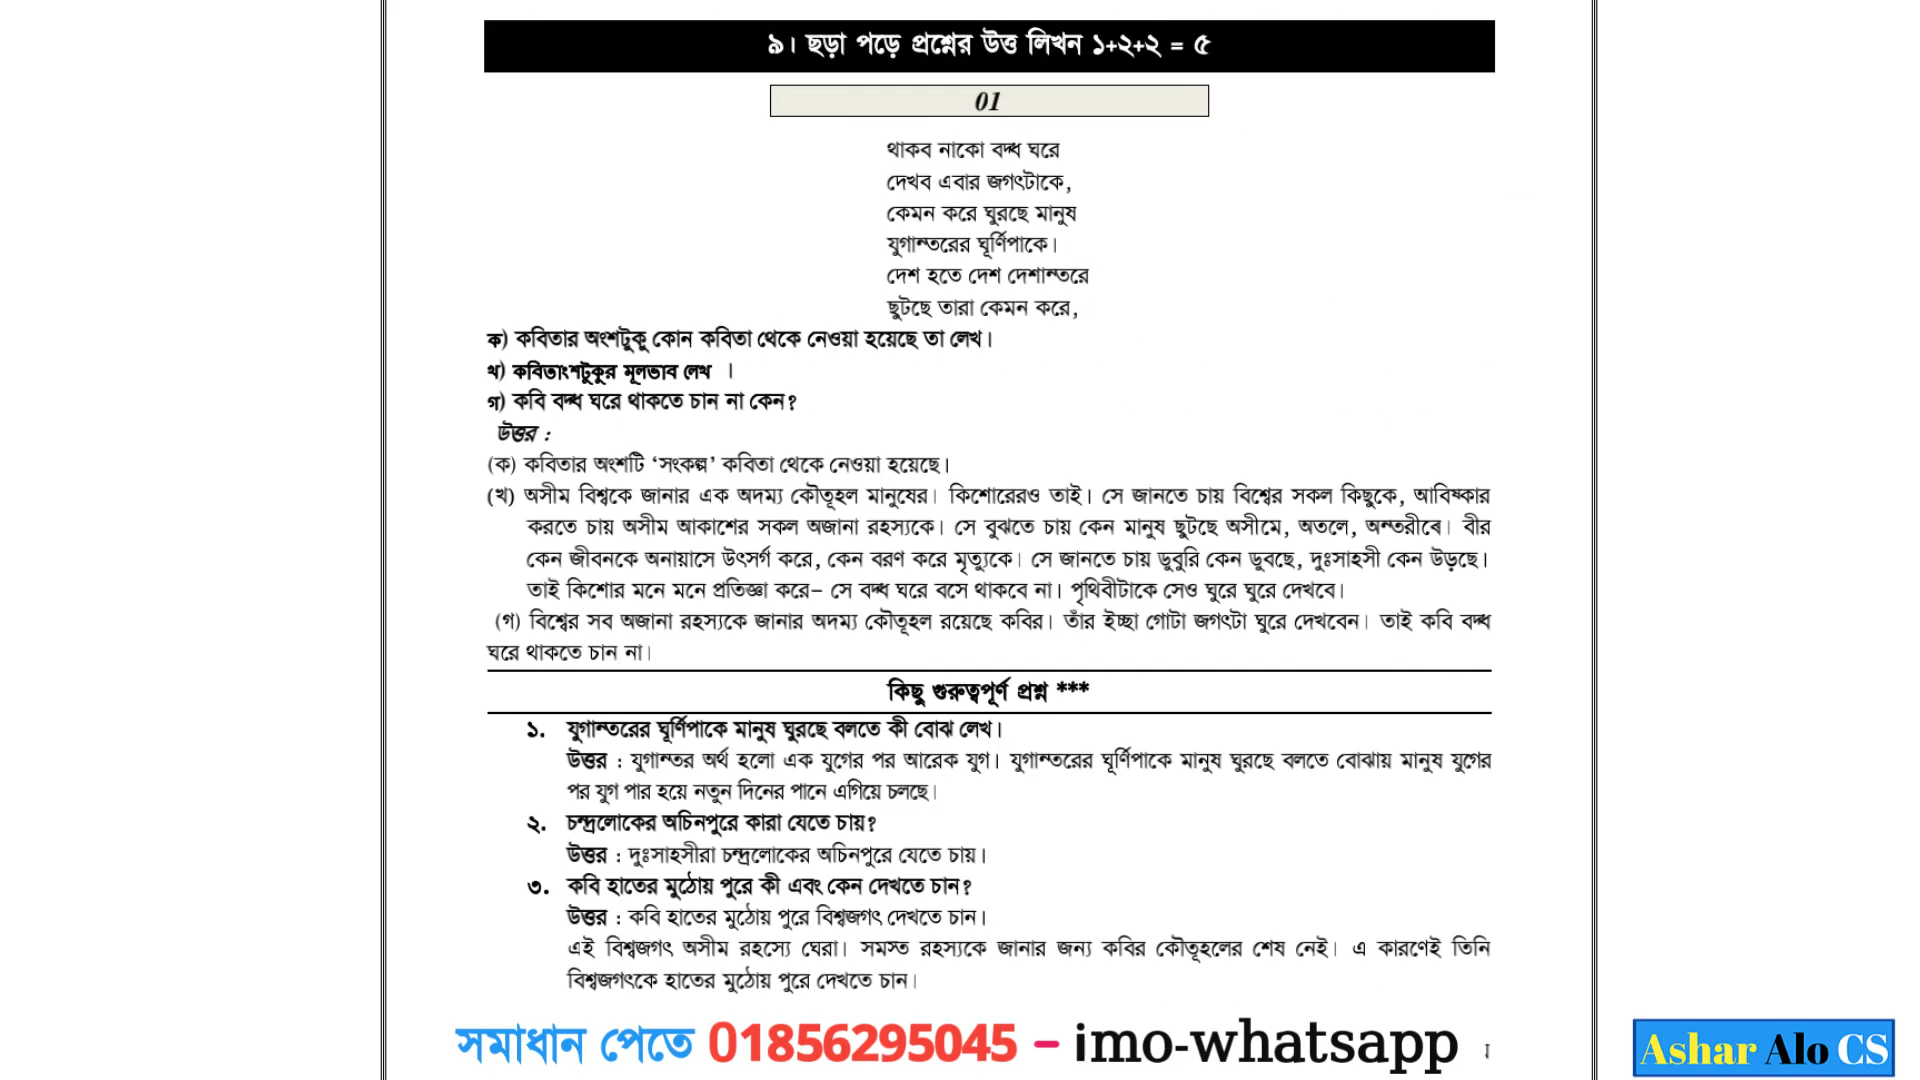 ৯। ছড়া পড়ে প্রশ্নের উত্ত লিখন ১+২+২ = ৫
01
থাকব নাকো বদ্ধ ঘরে
দেখব এবার জগৎটাকে,
কেমন করে ঘুরছে মানুষ
যুগান্তরের ঘূর্ণিপাকে।
দেশ হতে দেশ দেশান্তরে
ছুটছে তারা কেমন করে,
ক) কবিতার অংশটুকু কোন কবিতা থেকে নেওয়া হয়েছে তা লেখ।
খ) কবিতাংশটুকুর মূলভাব লেখ ।
গ) কবি বদ্ধ ঘরে থাকতে চান না কেন?
উত্তর :
(ক) কবিতার অংশটি ‘সংকল্প’ কবিতা থেকে নেওয়া হয়েছে।
(খ) অসীম বিশ্বকে জানার এক অদম্য কৌতূহল মানুষের। কিশোরেরও তাই। সে জানতে চায় বিশ্বের সকল কিছুকে, আবিষ্কার
করতে চায় অসীম আকাশের সকল অজানা রহস্যকে। সে বুঝতে চায় কেন মানুষ ছুটছে অসীমে, অতলে, অন্তরীৰে। বীর
কেন জীবনকে অনায়াসে উৎসর্গ করে, কেন বরণ করে মৃত্যুকে। সে জানতে চায় ডুবুরি কেন ডুবছে, দুঃসাহসী কেন উড়ছে।
তাই কিশোর মনে মনে প্রতিজ্ঞা করে– সে বদ্ধ ঘরে বসে থাকবে না। পৃথিবীটাকে সেও ঘুরে ঘুরে দেখবে।
(গ) বিশ্বের সব অজানা রহস্যকে জানার অদম্য কৌতূহল রয়েছে কবির। তাঁর ইচ্ছা গোটা জগৎটা ঘুরে দেখবেন। তাই কবি বদ্ধ
ঘরে থাকতে চান না।
কিছু গুরুত্বপূর্ণ প্রশ্ন ***
১. যুগান্তরের ঘূর্ণিপাকে মানুষ ঘুরছে বলতে কী বোঝ লেখ।
উত্তর : যুগান্তর অর্থ হলো এক যুগের পর আরেক যুগ। যুগান্তরের ঘূর্ণিপাকে মানুষ ঘুরছে বলতে বোঝায় মানুষ যুগের
পর যুগ পার হয়ে নতুন দিনের পানে এগিয়ে চলছে।
২. চন্দ্রলোকের অচিনপুরে কারা যেতে চায়?
উত্তর : দুঃসাহসীরা চন্দ্রলোকের অচিনপুরে যেতে চায়।
৩. কবি হাতের মুঠোয় পুরে কী এবং কেন দেখতে চান?
উত্তর : কবি হাতের মুঠোয় পুরে বিশ্বজগৎ দেখতে চান।
এই বিশ্বজগৎ অসীম রহস্যে ঘেরা। সমস্ত রহস্যকে জানার জন্য কবির কৌতূহলের শেষ নেই। এ কারণেই তিনি
বিশ্বজগৎকে হাতের মুঠোয় পুরে দেখতে চান।
সমাধান পেতে 01856295045 – imo-whatsapp
Ashar Alo CS